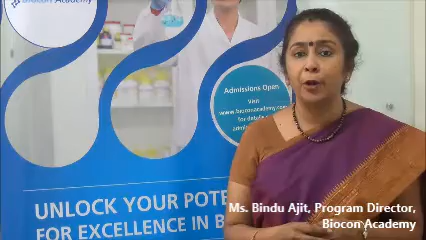 Biocon Academy
Admissions Open
Visit
www.bioconacademy.com
for details
UNLOCK YOUR POTE
FOR EXCELLENCE IN B
Ms. Bindu Ajit, Program Director,
Biocon Academy